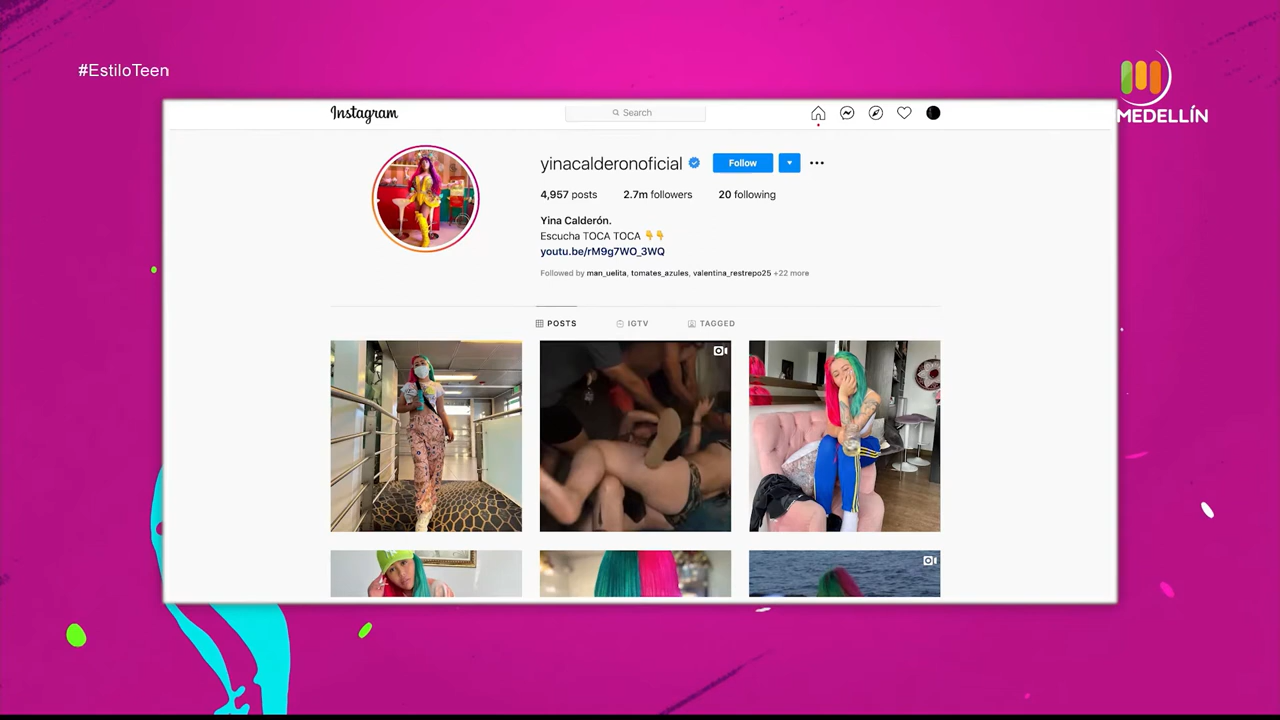 #EstiloTeen
MEDELLÍN
Instagram
Search
yinacalderonoficial
Follow
4,957 posts 2.7m followers 20 following
Yina Calderón.
Escucha TOCA TOCA 👇👇
youtu.be/rM9g7WO_3WQ
Followed by man_uelita, tomates_azules, valentina_restrepo25 +22 more
POSTS IGTV TAGGED